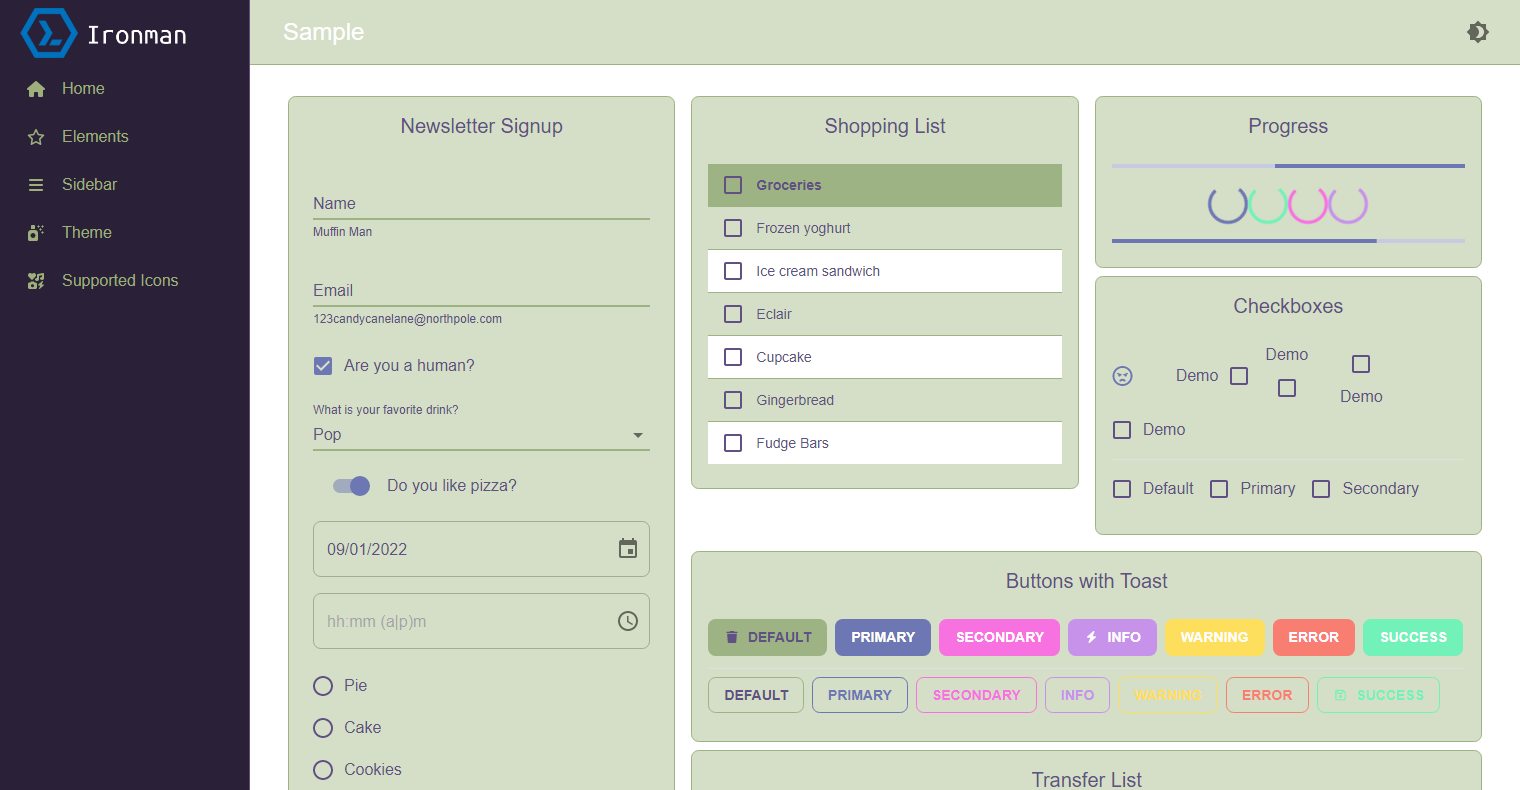 Ironman
Home
Elements
Sidebar
Theme
Supported Icons
Sample
Newsletter Signup
Name
Muffin Man
Email
123candycanelane@northpole.com
Are you a human?
What is your favorite drink?
Pop
Do you like pizza?
09/01/2022
hh:mm (a|p)m
Pie
Cake
Cookies
Shopping List
Groceries
Frozen yoghurt
Ice cream sandwich
Eclair
Cupcake
Gingerbread
Fudge Bars
Progress
Checkboxes
Demo
Demo
Demo
Demo
Default Primary Secondary
Buttons with Toast
DEFAULT PRIMARY SECONDARY INFO WARNING ERROR SUCCESS
DEFAULT PRIMARY SECONDARY INFO WARNING ERROR SUCCESS
Transfer List